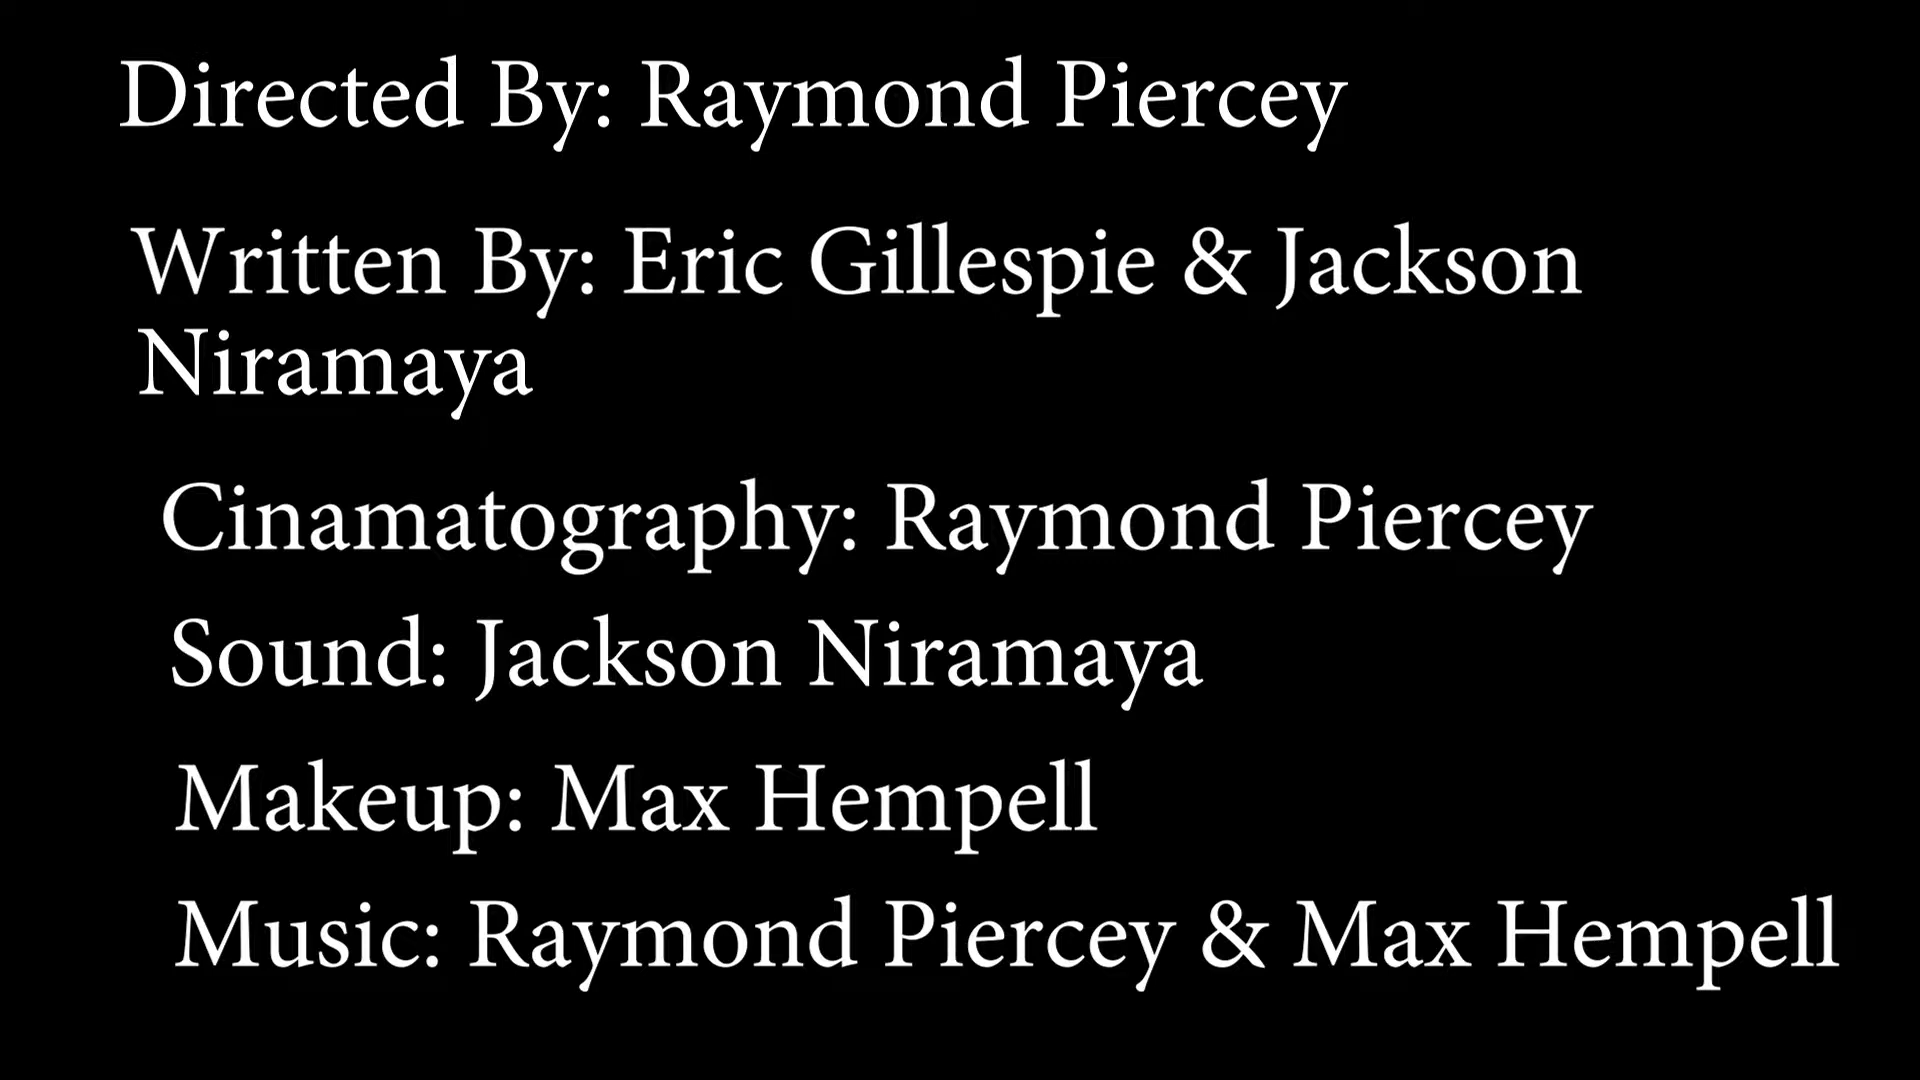 Directed By: Raymond Piercey
Written By: Eric Gillespie & Jackson
Niramaya
Cinamatography: Raymond Piercey
Sound: Jackson Niramaya
Makeup: Max Hempell
Music: Raymond Piercey & Max Hempell